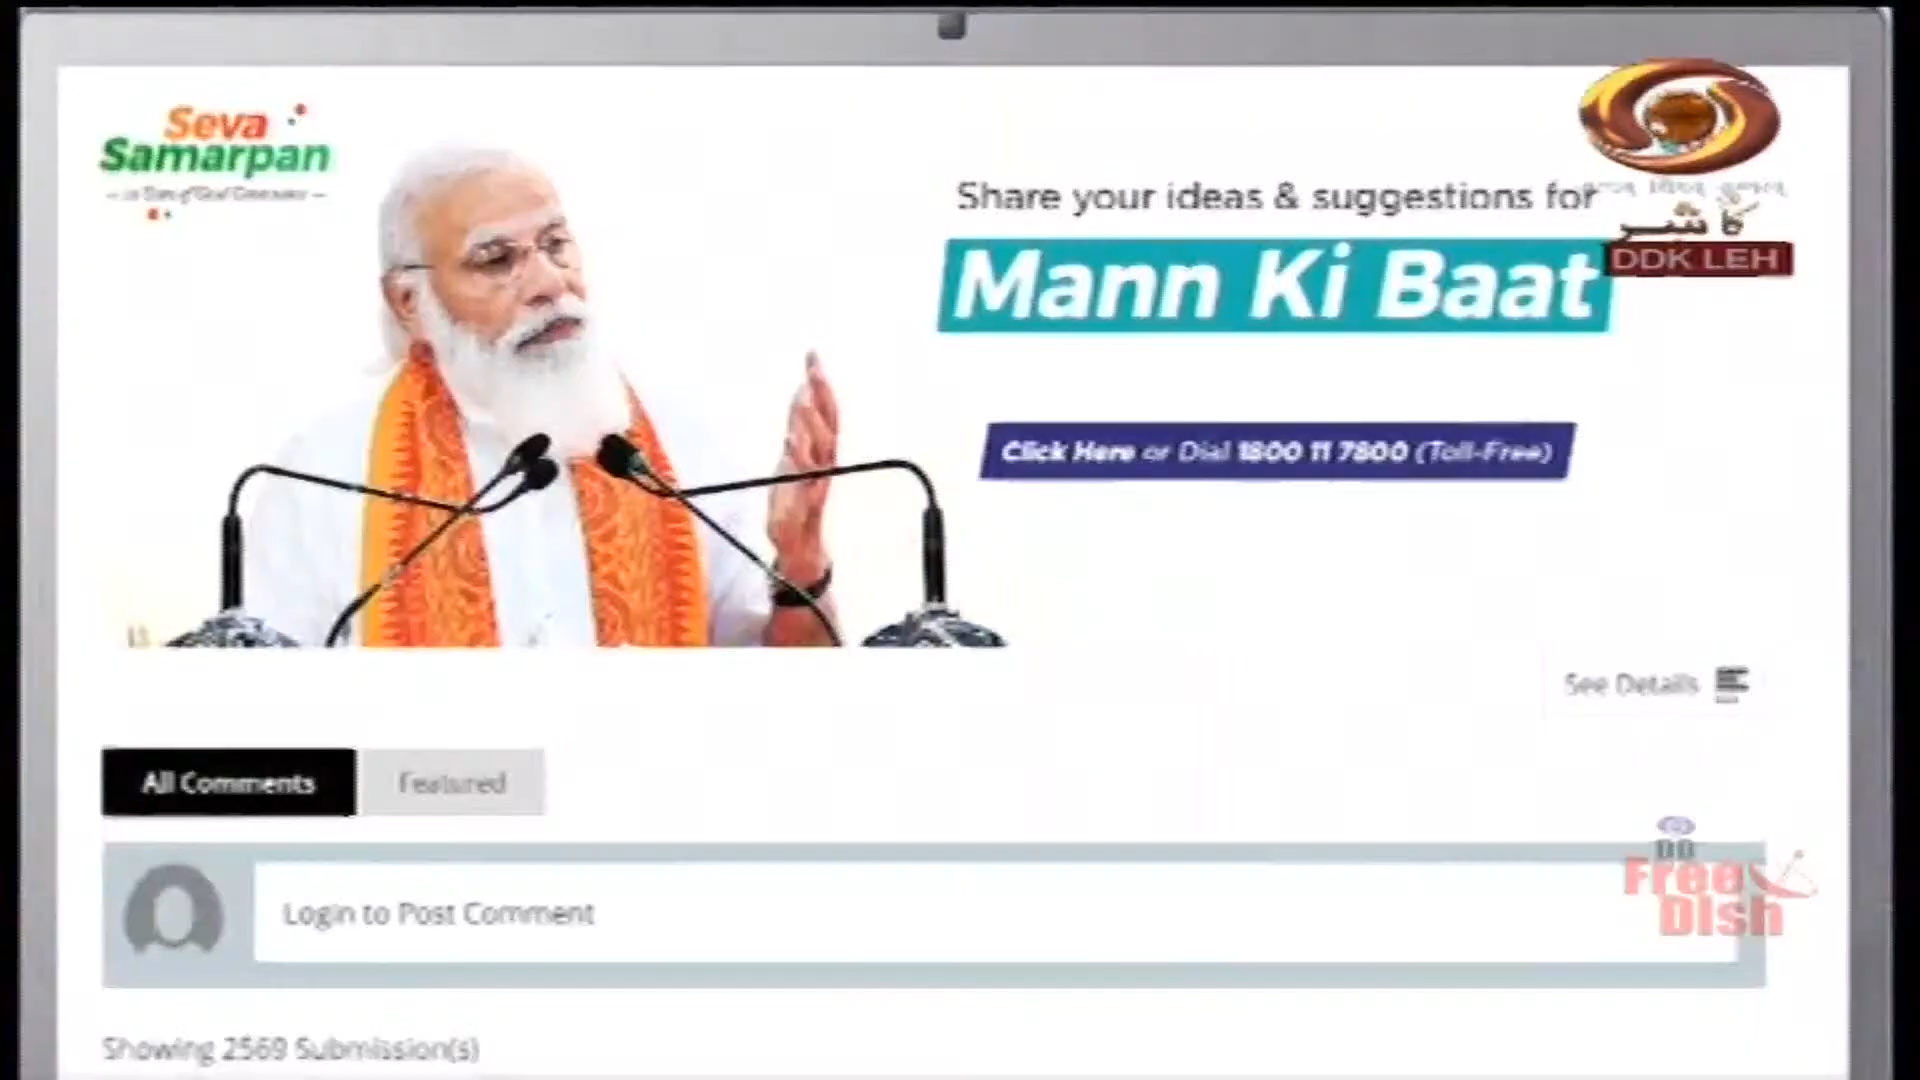 Seva
Samarpan
Share your ideas & suggestions for
کٲشُر
DDK LEH
Mann Ki Baat
Click Here or Dial 1800 11 7800 (Toll-Free)
See Details
All Comments
Featured
DD
Free
Dish
Login to Post Comment
Showing 2569 Submission(s)